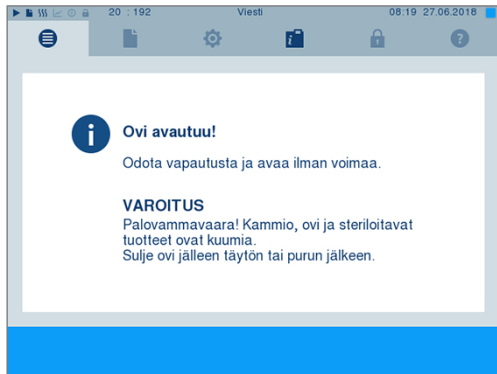 20 : 192 Viesti 08:19 27.06.2018
Ovi avautuu!
Odota vapautusta ja avaa ilman voimaa.
VAROITUS
Palovammavaara! Kammio, ovi ja steriloitavat
tuotteet ovat kuumia.
Sulje ovi jälleen täytön tai purun jälkeen.